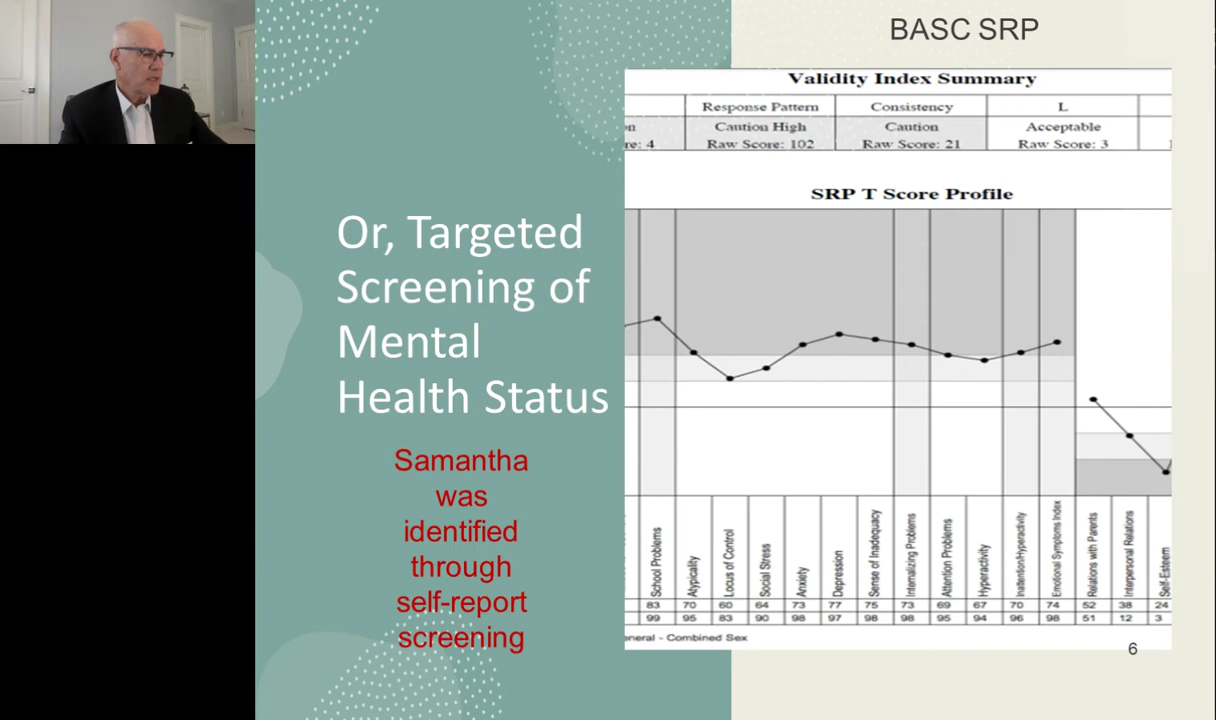 BASC SRP
Or, Targeted
Screening of
Mental
Health Status
Samantha
was
identified
through
self-report
screening
Validity Index Summary
Response Pattern Consistency L
Caution High Caution Acceptable
re: 4 Raw Score: 102 Raw Score: 21 Raw Score: 3
SRP T Score Profile
School Problems
Atypicality
Locus of Control
Social Stress
Anxiety
Depression
Sense of Inadequacy
Internalizing Problems
Attention Problems
Hyperactivity
Inattention/Hyperactivity
Emotional Symptoms Index
Relations with Parents
Interpersonal Relations
Self-Esteem
83 70 60 64 73 77 75 73 69 67 70 74 52 38 24
99 95 83 90 98 97 98 98 95 94 96 98 51 12 3
eneral - Combined Sex
6